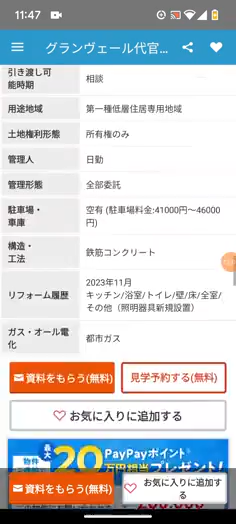 11:47
グランヴェール代官...
引き渡し可
能時期
相談
用途地域
第一種低層住居専用地域
土地権利形態
所有権のみ
管理人
日勤
管理形態
全部委託
駐車場・
車庫
空有 (駐車場料金:41000円~46000
円)
構造・
工法
鉄筋コンクリート
リフォーム履歴
2023年11月
キッチン/浴室/トイレ/壁/床/全室/
その他（照明器具新規設置）
ガス・オール電
化
都市ガス
資料をもらう(無料)
見学予約する(無料)
お気に入りに追加する
物件
最大
20
PayPayポイント
万円相当プレゼント!
資料をもらう(無料)
お気に入りに追加す
る